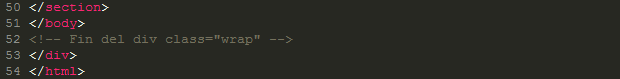 50 </section>
51 </body>
52 <!-- Fin del div class="wrap" -->
53 </div>
54 </html>